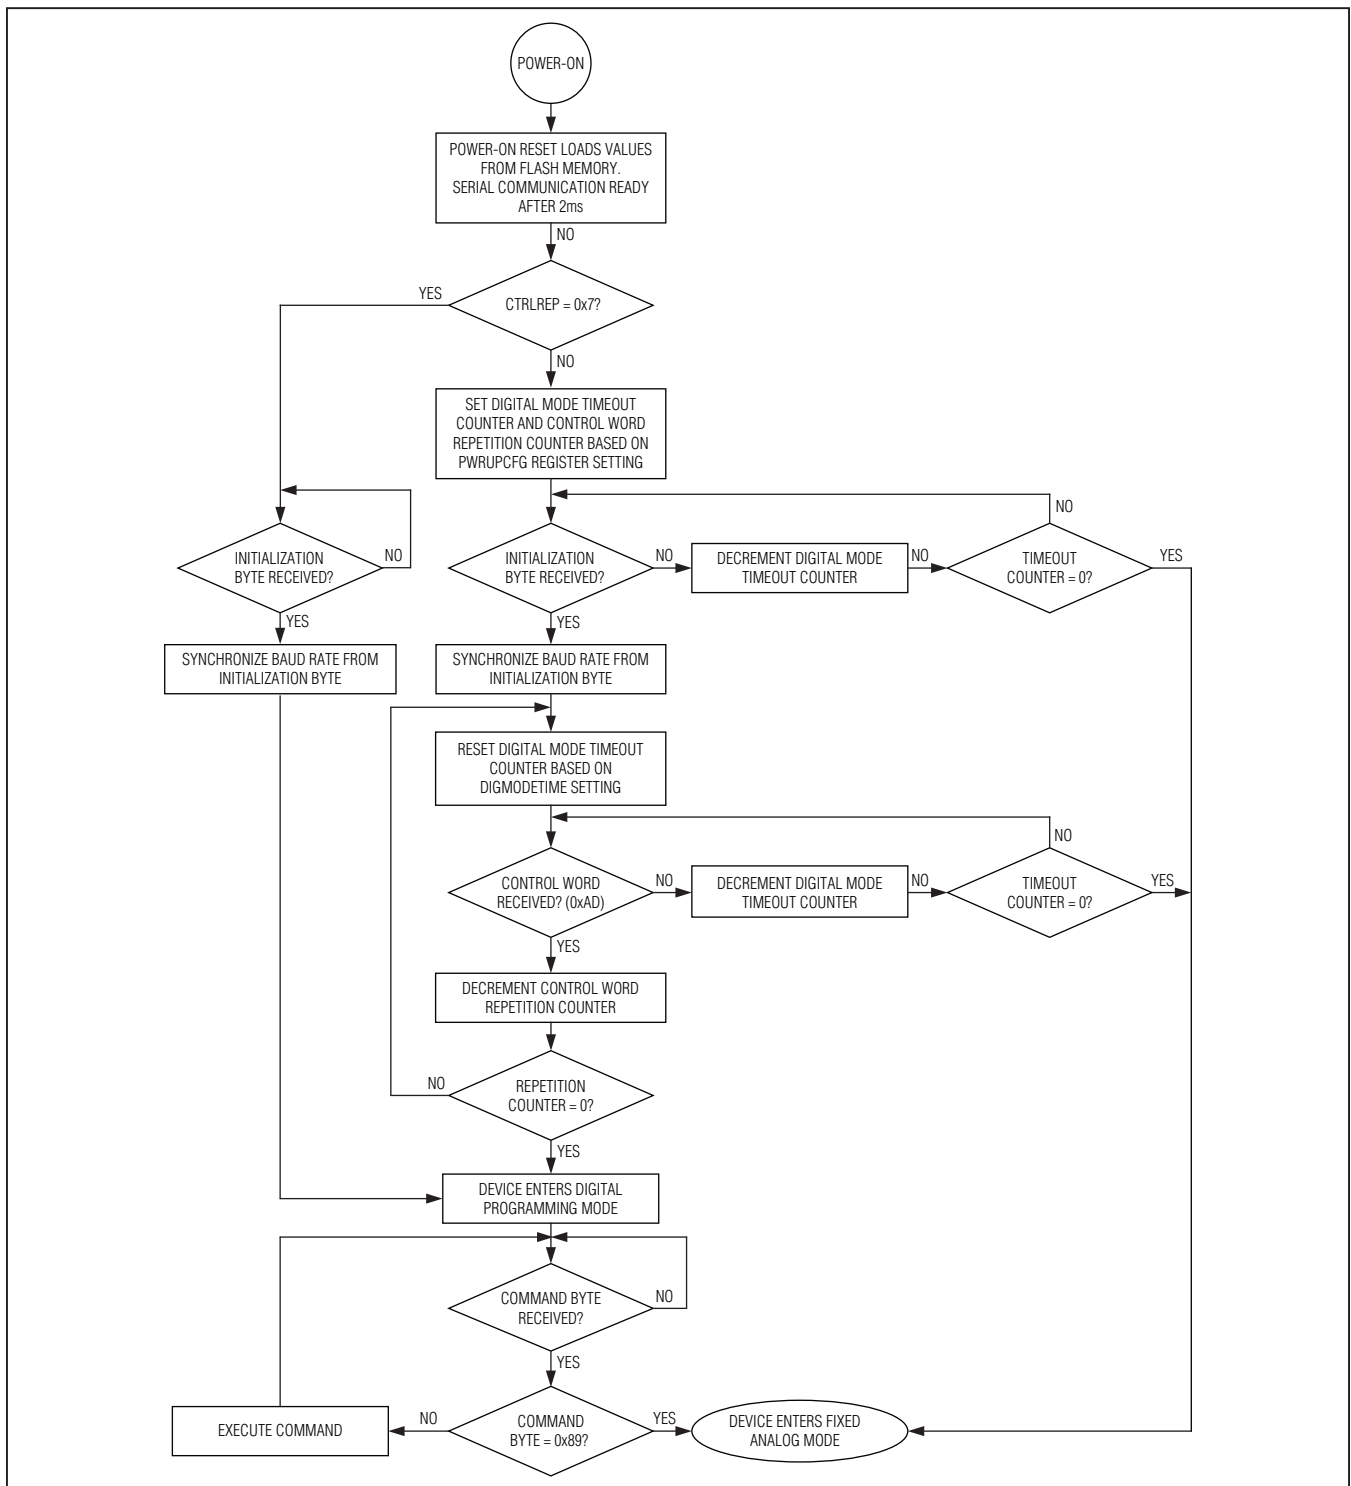 POWER-ON
POWER-ON RESET LOADS VALUES
FROM FLASH MEMORY.
SERIAL COMMUNICATION READY
AFTER 2ms
NO
YES
CTRLREP = 0x7?
NO
SET DIGITAL MODE TIMEOUT
COUNTER AND CONTROL WORD
REPETITION COUNTER BASED ON
PWRUPCFG REGISTER SETTING
NO
INITIALIZATION
BYTE RECEIVED?
NO
INITIALIZATION
BYTE RECEIVED?
NO
DECREMENT DIGITAL MODE
TIMEOUT COUNTER
NO
TIMEOUT
COUNTER = 0?
YES
YES
YES
SYNCHRONIZE BAUD RATE FROM
INITIALIZATION BYTE
SYNCHRONIZE BAUD RATE FROM
INITIALIZATION BYTE
RESET DIGITAL MODE TIMEOUT
COUNTER BASED ON
DIGMODETIME SETTING
NO
CONTROL WORD
RECEIVED? (0xAD)
NO
DECREMENT DIGITAL MODE
TIMEOUT COUNTER
NO
TIMEOUT
COUNTER = 0?
YES
YES
DECREMENT CONTROL WORD
REPETITION COUNTER
NO
REPETITION
COUNTER = 0?
YES
DEVICE ENTERS DIGITAL
PROGRAMMING MODE
COMMAND BYTE
RECEIVED?
NO
YES
EXECUTE COMMAND
NO
COMMAND
BYTE = 0x89?
YES
DEVICE ENTERS FIXED
ANALOG MODE